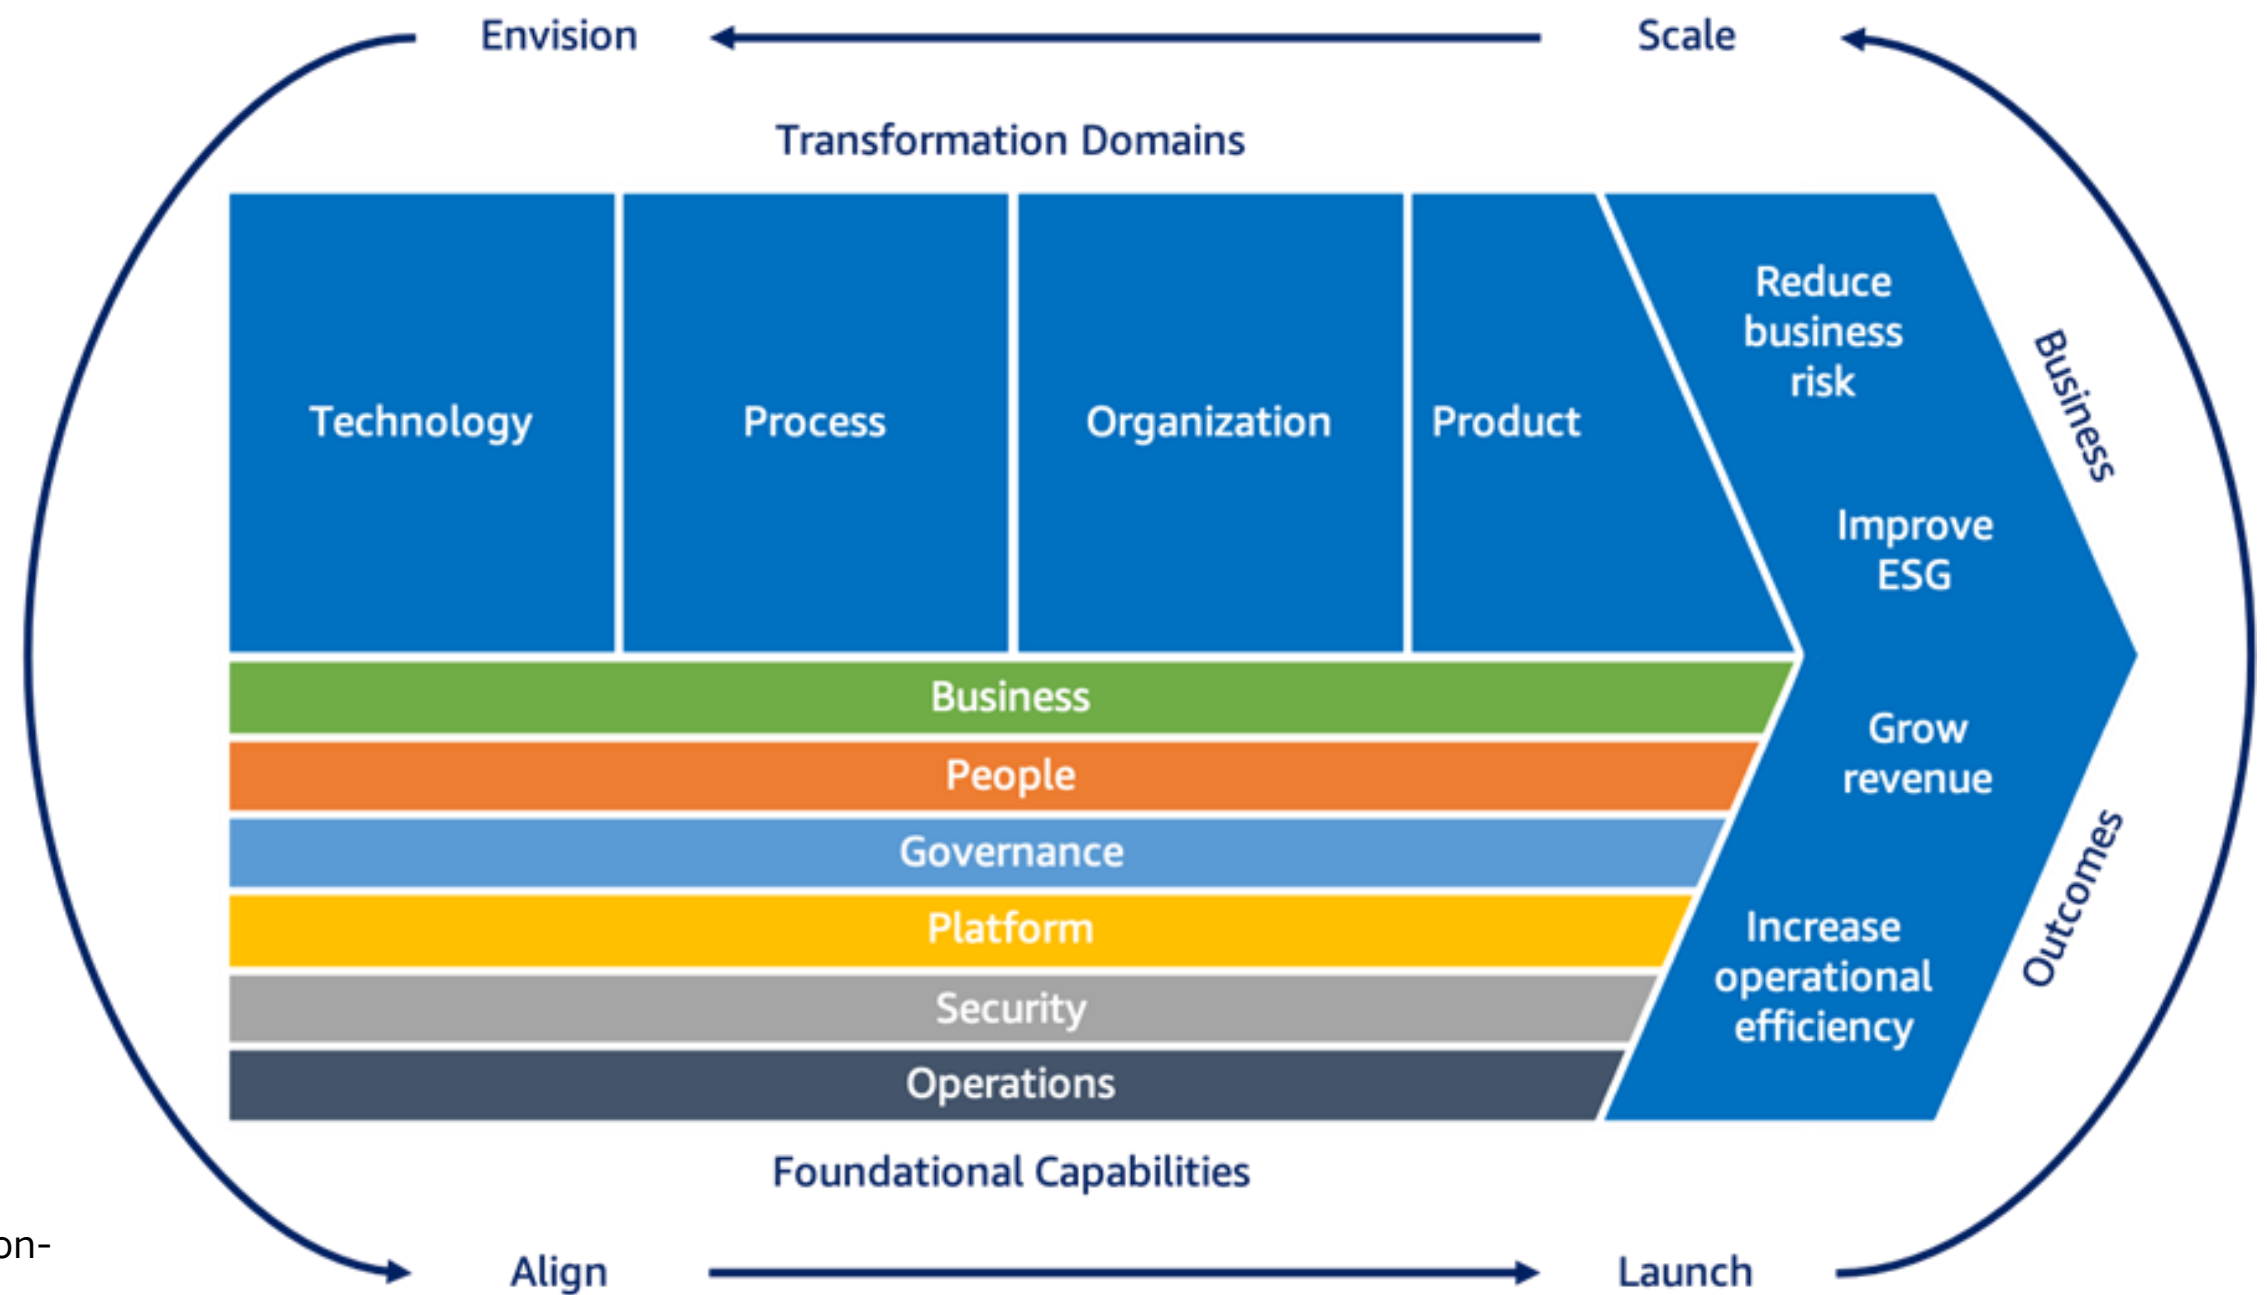 Envision
Scale
Transformation Domains
Technology
Process
Organization
Product
Reduce
business
risk
Improve
ESG
Grow
revenue
Increase
operational
efficiency
Business
Outcomes
Business
People
Governance
Platform
Security
Operations
Foundational Capabilities
on-
Align
Launch